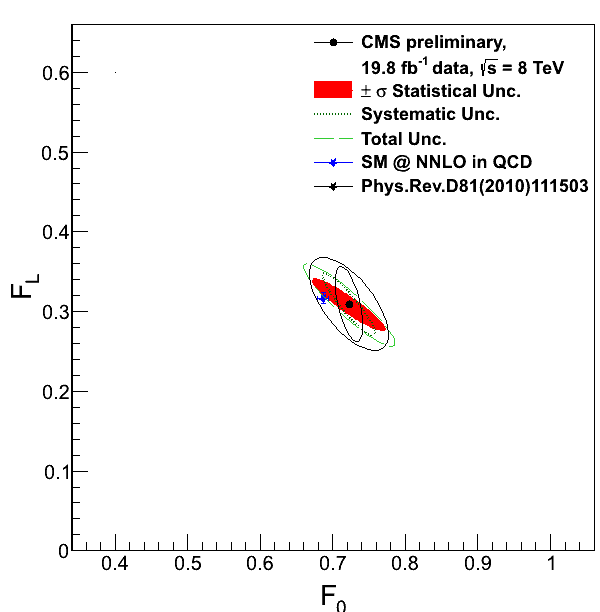 CMS preliminary,
19.8 fb⁻¹ data, √s = 8 TeV
± σ Statistical Unc.
Systematic Unc.
Total Unc.
SM @ NNLO in QCD
Phys.Rev.D81(2010)111503
F_L
0.6
0.5
0.4
0.3
0.2
0.1
0
0.4 0.5 0.6 0.7 0.8 0.9 1
F₀